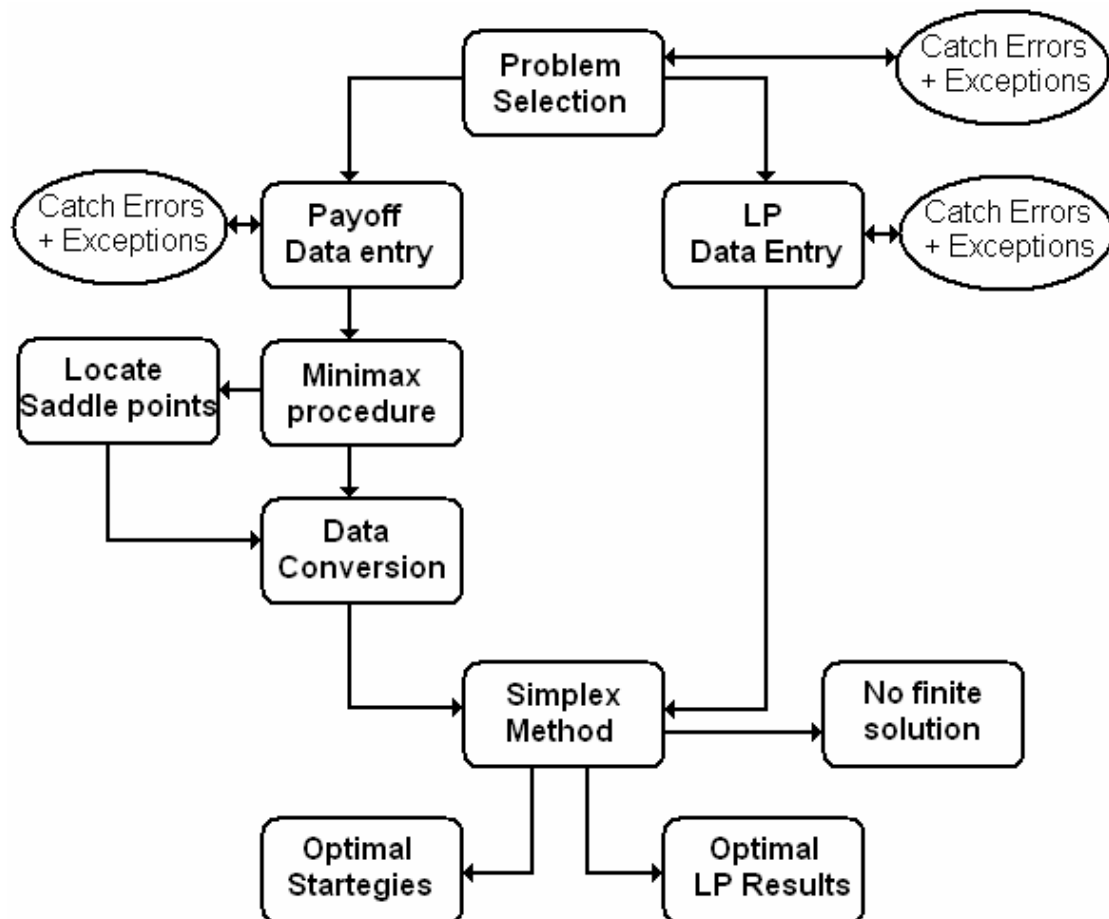 Problem
Selection
Catch Errors
+ Exceptions
Catch Errors
+ Exceptions
Payoff
Data entry
LP
Data Entry
Catch Errors
+ Exceptions
Locate
Saddle points
Minimax
procedure
Data
Conversion
Simplex
Method
No finite
solution
Optimal
Startegies
Optimal
LP Results